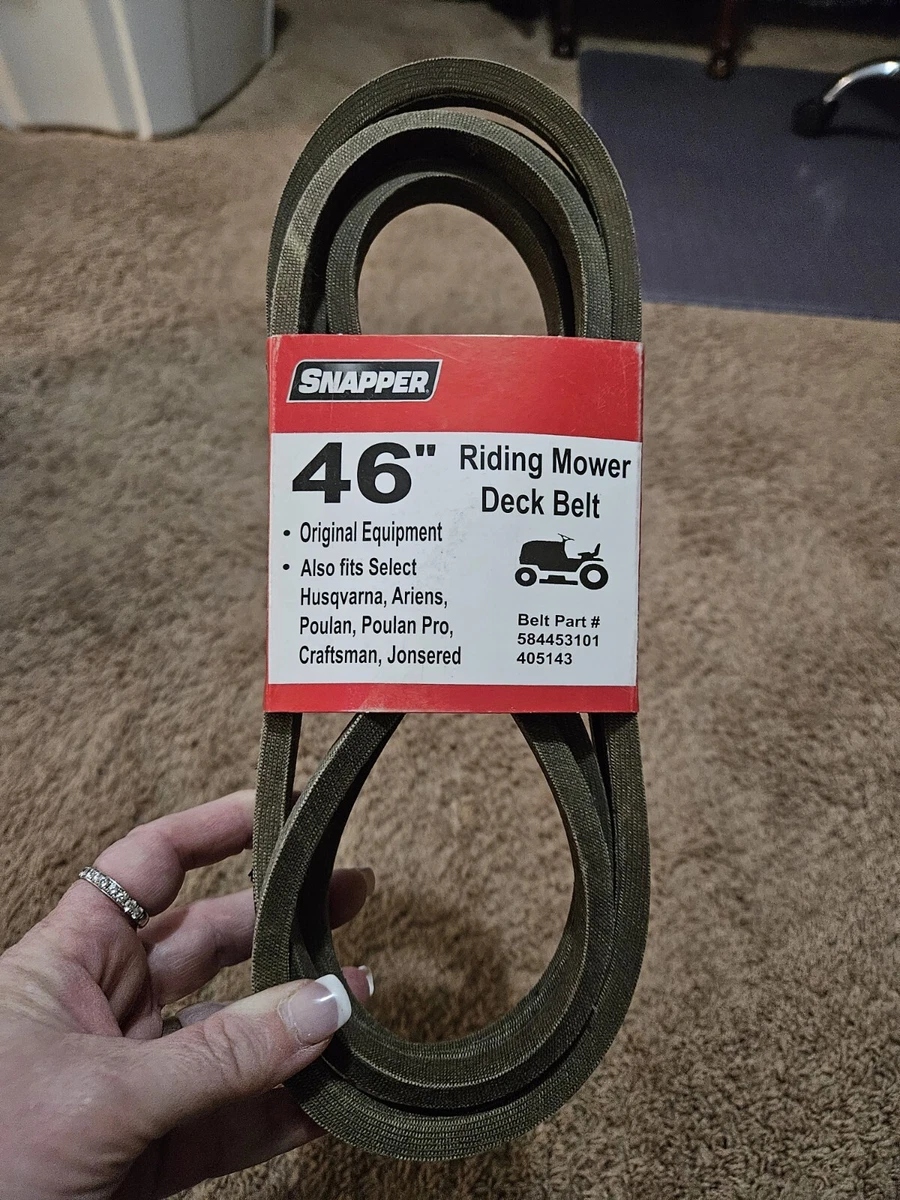 SNAPPER
46"
Riding Mower
Deck Belt
• Original Equipment
• Also fits Select
Husqvarna, Ariens,
Poulan, Poulan Pro,
Craftsman, Jonsered
Belt Part #
584453101
405143